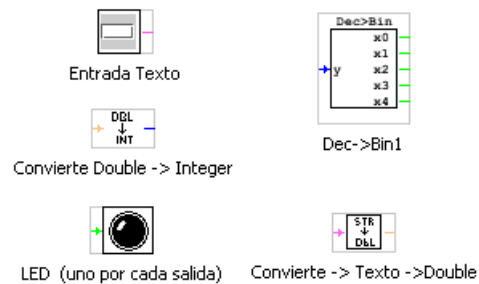 Entrada Texto
DBL
INT
Convierte Double -> Integer
LED (uno por cada salida)
Dec>Bin
x0
x1
y x2
x3
x4
Dec->Bin1
STR
DBL
Convierte -> Texto ->Double